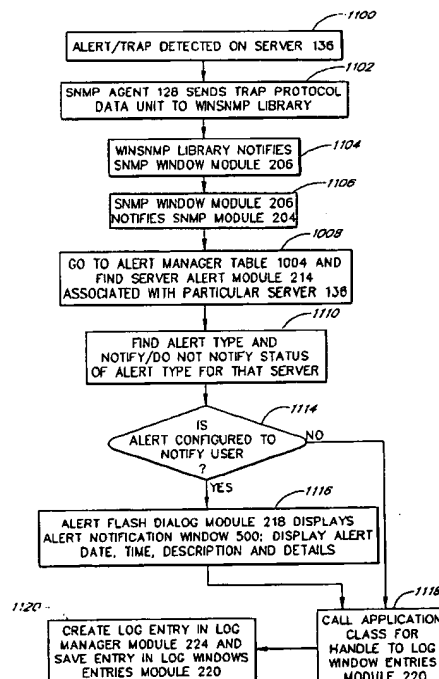 1100
ALERT/TRAP DETECTED ON SERVER 136
1102
SNMP AGENT 128 SENDS TRAP PROTOCOL
DATA UNIT TO WINSNMP LIBRARY
1104
WINSNMP LIBRARY NOTIFIES
SNMP WINDOW MODULE 206
1106
SNMP WINDOW MODULE 206
NOTIFIES SNMP MODULE 204
1008
GO TO ALERT MANAGER TABLE 1004 AND
FIND SERVER ALERT MODULE 214
ASSOCIATED WITH PARTICULAR SERVER 136
1110
FIND ALERT TYPE AND
NOTIFY/DO NOT NOTIFY STATUS
OF ALERT TYPE FOR THAT SERVER
1114
IS
ALERT CONFIGURED TO
NOTIFY USER
?
NO
YES
1116
ALERT FLASH DIALOG MODULE 218 DISPLAYS
ALERT NOTIFICATION WINDOW 500; DISPLAY ALERT
DATE, TIME, DESCRIPTION AND DETAILS
1118
CALL APPLICATION
CLASS FOR
HANDLE TO LOG
WINDOW ENTRIES
MODULE 220
1120
CREATE LOG ENTRY IN LOG
MANAGER MODULE 224 AND
SAVE ENTRY IN LOG WINDOWS
ENTRIES MODULE 220